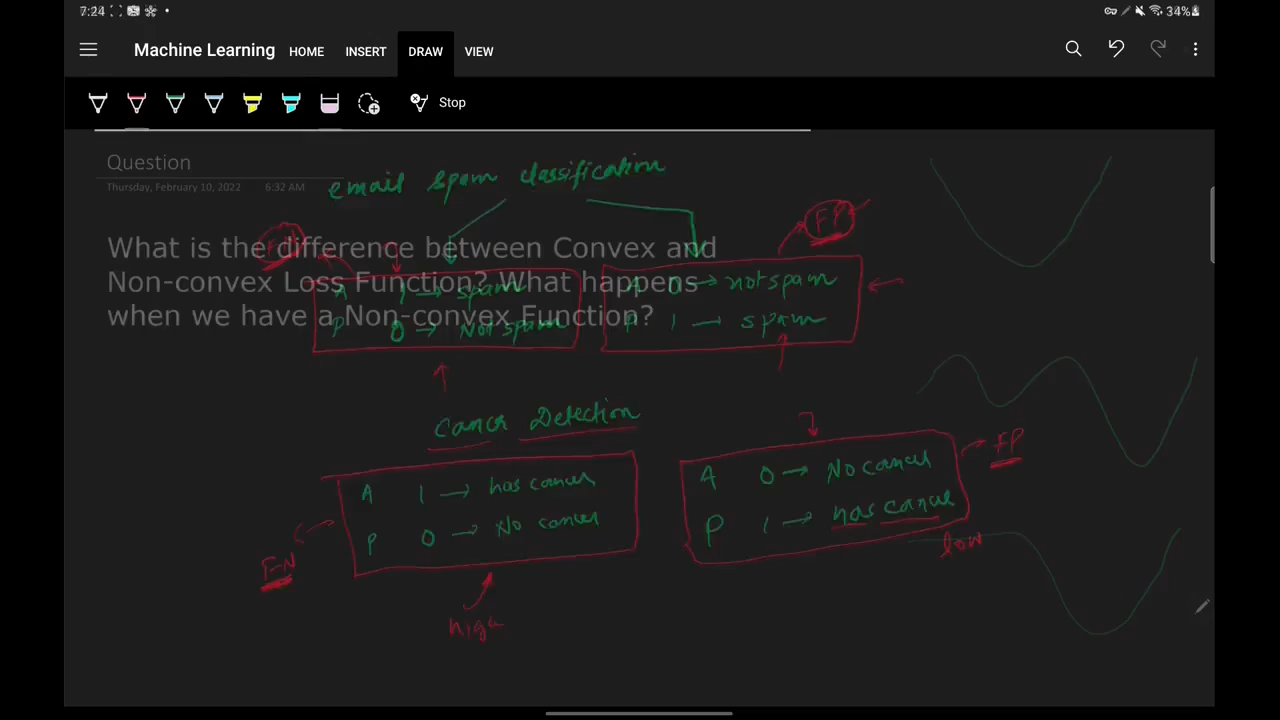 7:24 34%
Machine Learning HOME INSERT DRAW VIEW
Stop
Question
Thursday, February 10, 2022 6:32 AM
email spam classification
FP
What is the difference between Convex and
Non-convex Loss Function? What happens
when we have a Non-convex Function?
A 1 → spam
P 0 → Not spam
A 0 → not spam
P 1 → spam
Cancer Detection
FP
A 1 → has cancer
P 0 → No cancer
A 0 → No cancer
P 1 → has cancer
low
F-N